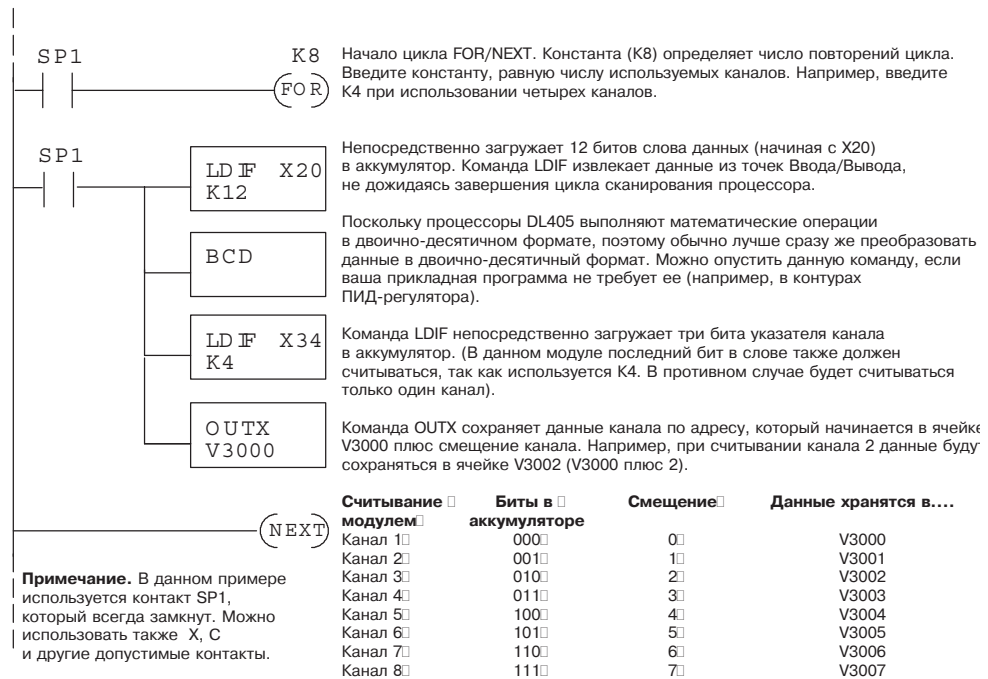 SP1 K8
(FOR)
Начало цикла FOR/NEXT. Константа (K8) определяет число повторений цикла.
Введите константу, равную числу используемых каналов. Например, введите
K4 при использовании четырех каналов.
SP1
LDIF X20
K12
Непосредственно загружает 12 битов слова данных (начиная с X20)
в аккумулятор. Команда LDIF извлекает данные из точек Ввода/Вывода,
не дожидаясь завершения цикла сканирования процессора.
BCD
Поскольку процессоры DL405 выполняют математические операции
в двоично-десятичном формате, поэтому обычно лучше сразу же преобразовать
данные в двоично-десятичный формат. Можно опустить данную команду, если
ваша прикладная программа не требует ее (например, в контурах
ПИД-регулятора).
LDIF X34
K4
Команда LDIF непосредственно загружает три бита указателя канала
в аккумулятор. (В данном модуле последний бит в слове также должен
считываться, так как используется K4. В противном случае будет считываться
только один канал).
OUTX
V3000
Команда OUTX сохраняет данные канала по адресу, который начинается в ячейке
V3000 плюс смещение канала. Например, при считывании канала 2 данные будут
сохраняться в ячейке V3002 (V3000 плюс 2).
(NEXT)
Считывание Биты в Смещение Данные хранятся в....
модулем аккумуляторе
Канал 1 000 0 V3000
Канал 2 001 1 V3001
Канал 3 010 2 V3002
Канал 4 011 3 V3003
Канал 5 100 4 V3004
Канал 6 101 5 V3005
Канал 7 110 6 V3006
Канал 8 111 7 V3007
Примечание. В данном примере
используется контакт SP1,
который всегда замкнут. Можно
использовать также X, C
и другие допустимые контакты.